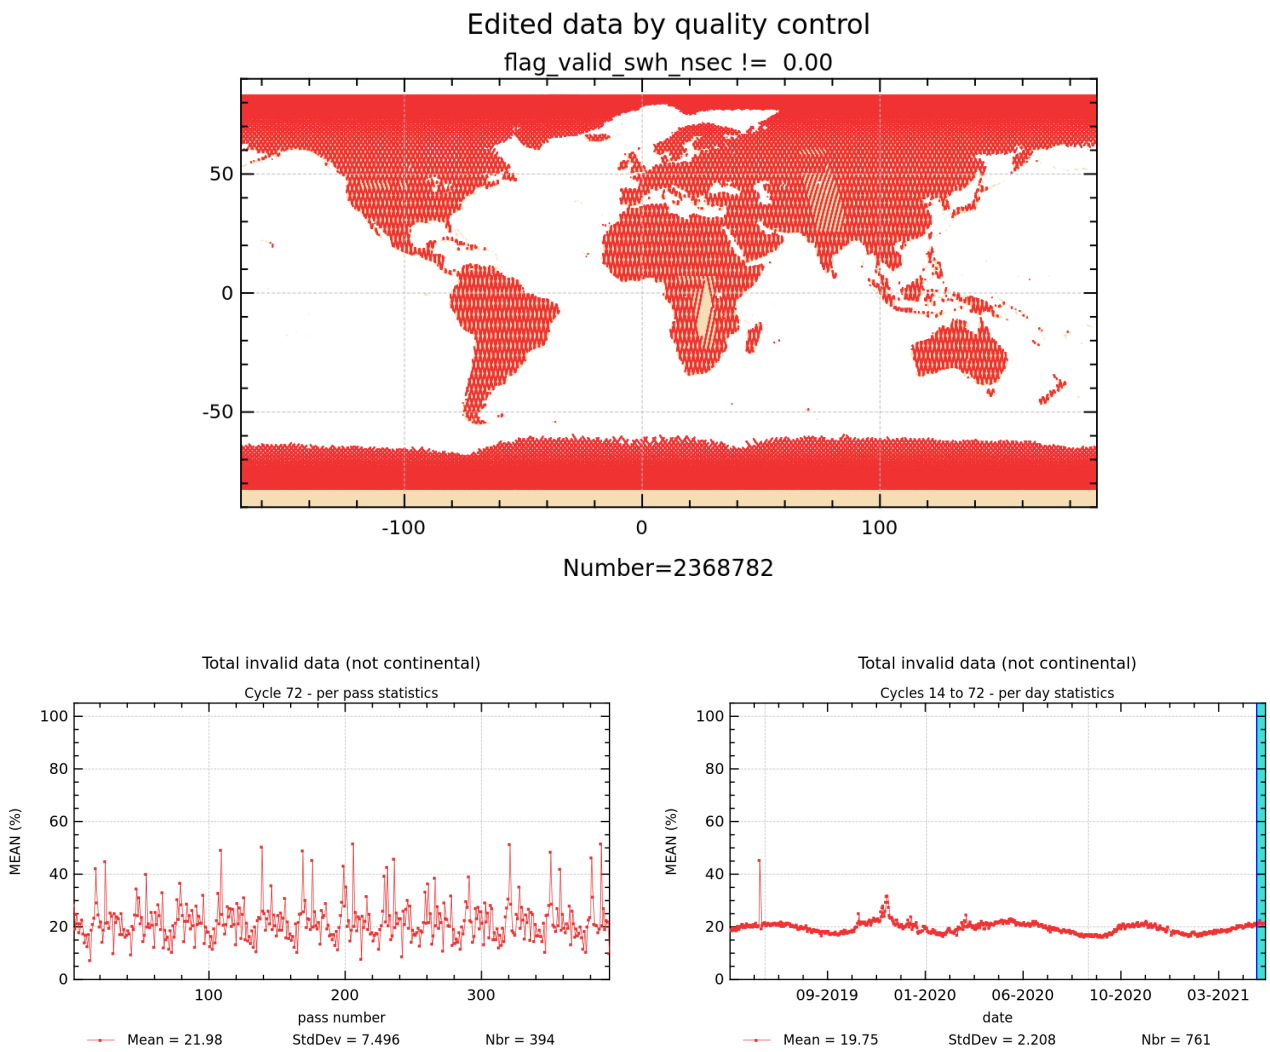 Edited data by quality control
flag_valid_swh_nsec != 0.00
50
0
-50
-100 0 100
Number=2368782
Total invalid data (not continental)
Cycle 72 - per pass statistics
100
80
60
40
20
0
MEAN (%)
100 200 300
pass number
Mean = 21.98 StdDev = 7.496 Nbr = 394
Total invalid data (not continental)
Cycles 14 to 72 - per day statistics
100
80
60
40
20
0
MEAN (%)
09-2019 01-2020 06-2020 10-2020 03-2021
date
Mean = 19.75 StdDev = 2.208 Nbr = 761